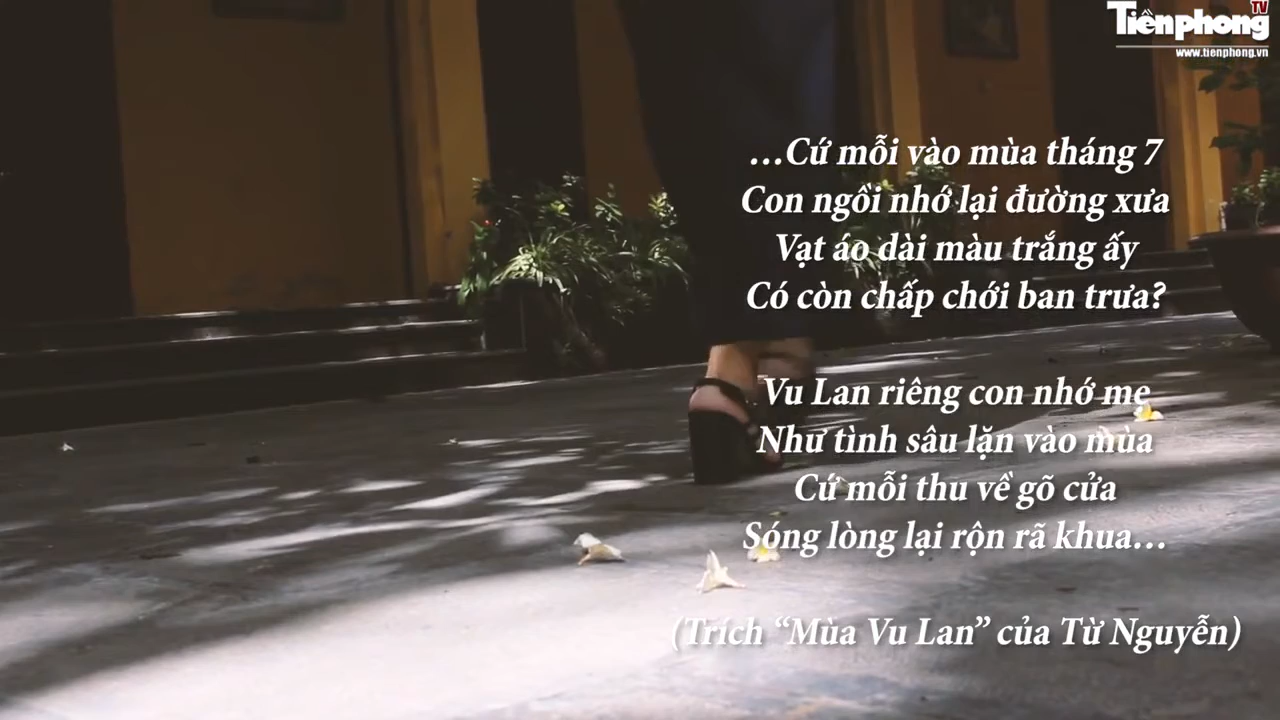 Tiềnphong TV
www.tienphong.vn
...Cứ mỗi vào mùa tháng 7
Con ngồi nhớ lại đường xưa
Vạt áo dài màu trắng ấy
Có còn chấp chới ban trưa?
Vu Lan riêng con nhớ mẹ
Như tình sâu lặn vào mùa
Cứ mỗi thu về gõ cửa
Sóng lòng lại rộn rã khua...
(Trích “Mùa Vu Lan” của Từ Nguyễn)